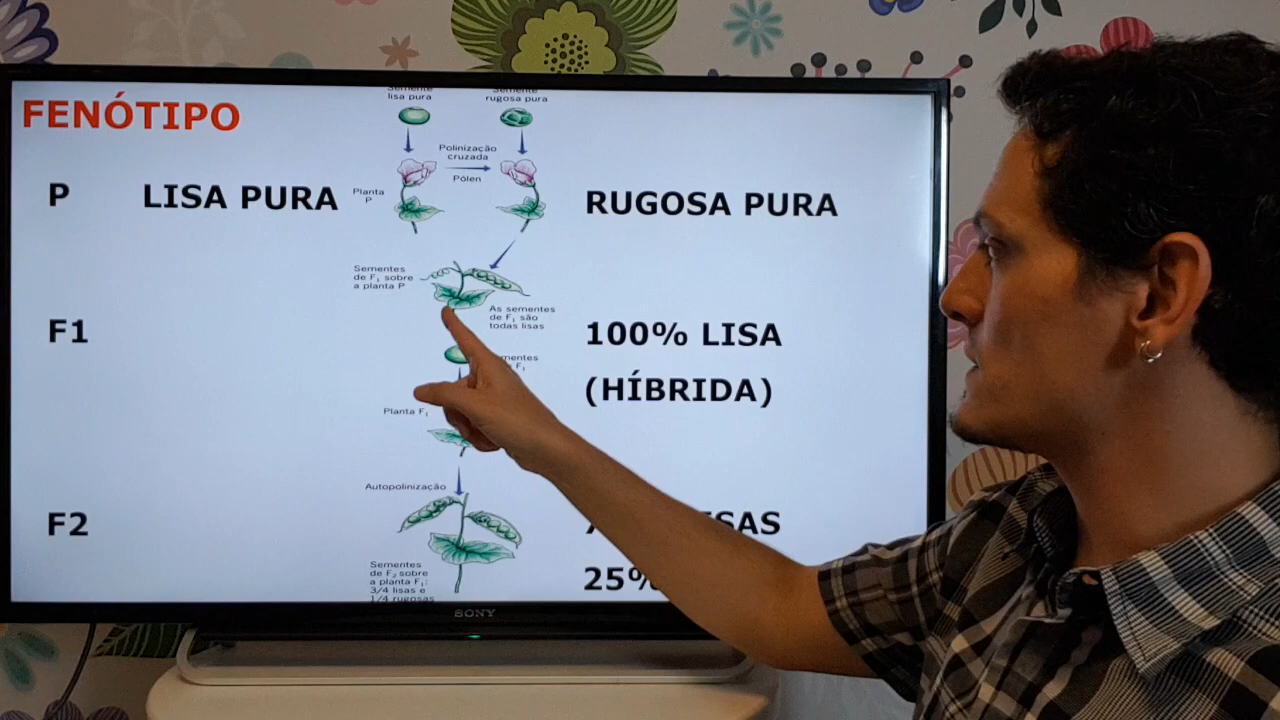 FENÓTIPO
Semente
lisa pura
Semente
rugosa pura
Polinização
cruzada
Pólen
P
LISA PURA
Planta
P
RUGOSA PURA
Sementes
de F₁ sobre
a planta P
As sementes
de F₁ são
todas lisas
F1
100% LISA
(HÍBRIDA)
F₁
Planta F₁
Autopolinização
F2
Sementes
de F₂ sobre
a planta F₁:
3/4 lisas e
1/4 rugosas
25%
SONY